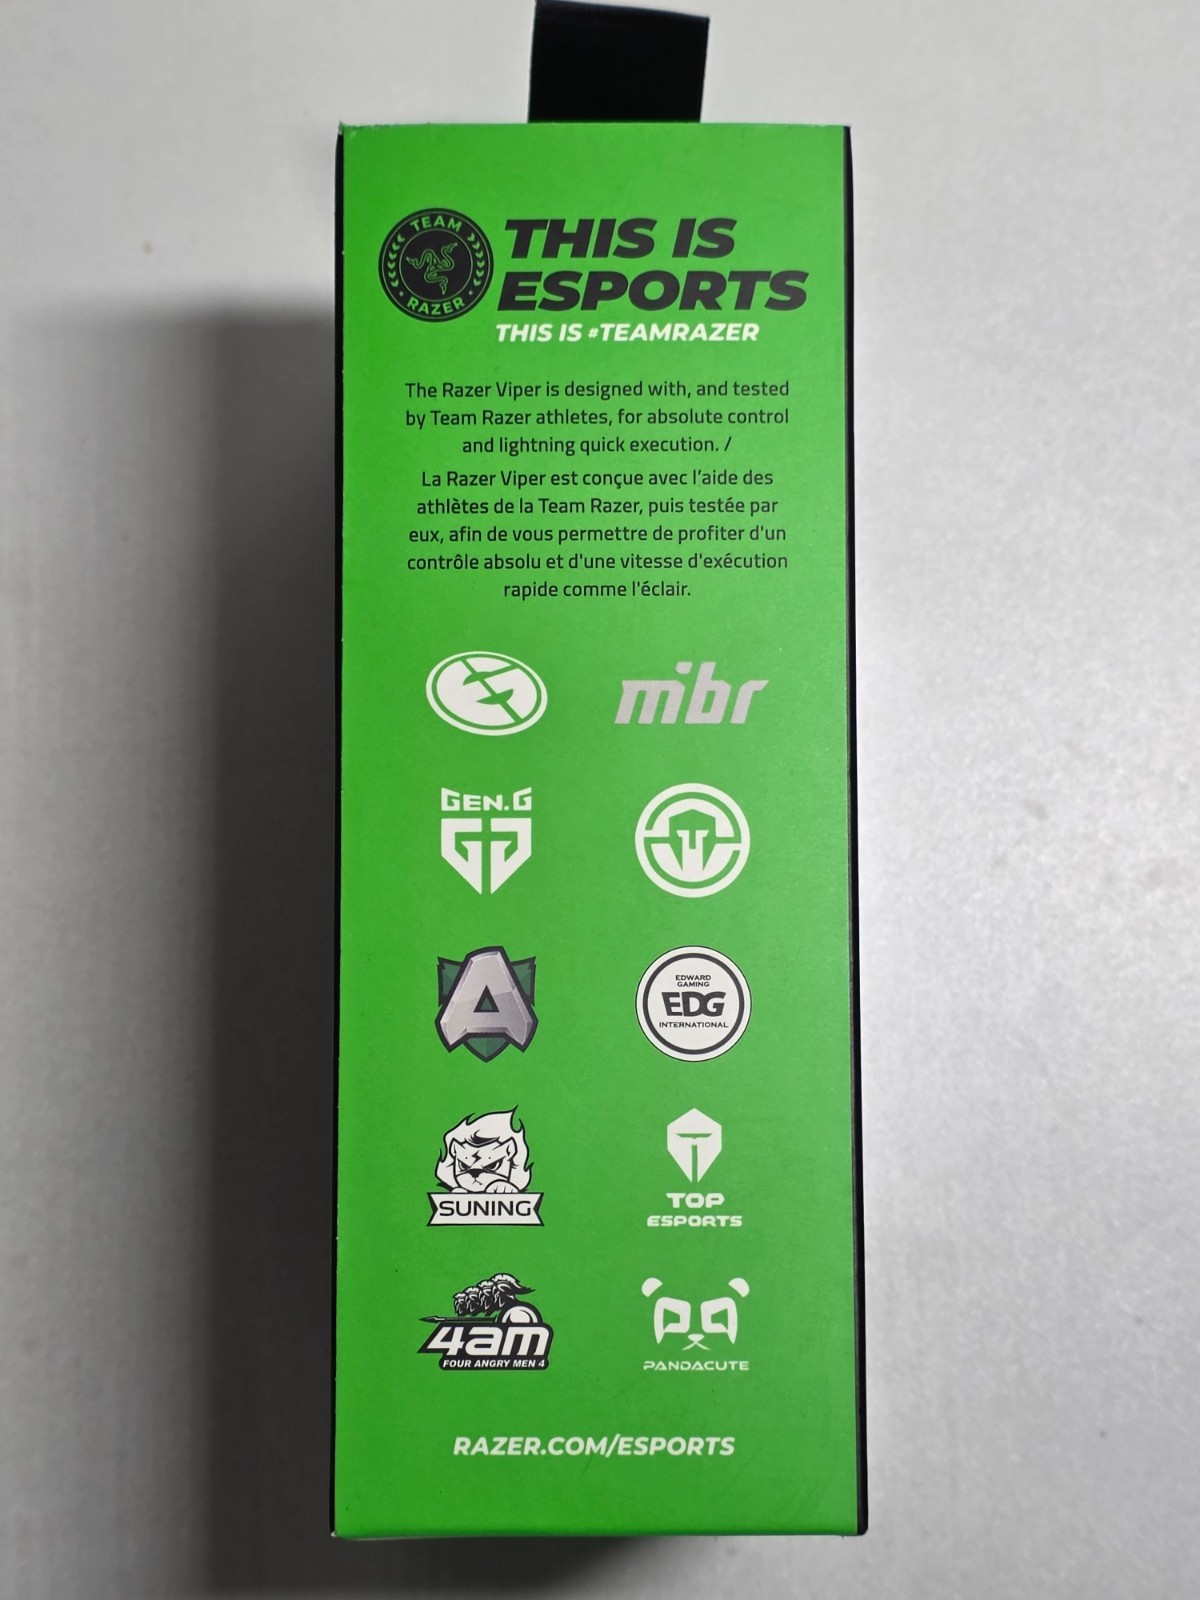 TEAM
RAZER
THIS IS
ESPORTS
THIS IS #TEAMRAZER
The Razer Viper is designed with, and tested
by Team Razer athletes, for absolute control
and lightning quick execution. /
La Razer Viper est conçue avec l’aide des
athlètes de la Team Razer, puis testée par
eux, afin de vous permettre de profiter d'un
contrôle absolu et d'une vitesse d'exécution
rapide comme l'éclair.
mibr
GEN.G
GG
A
EDWARD
GAMING
EDG
INTERNATIONAL
SUNING
TOP
ESPORTS
4am
FOUR ANGRY MEN 4
PANDACUTE
RAZER.COM/ESPORTS